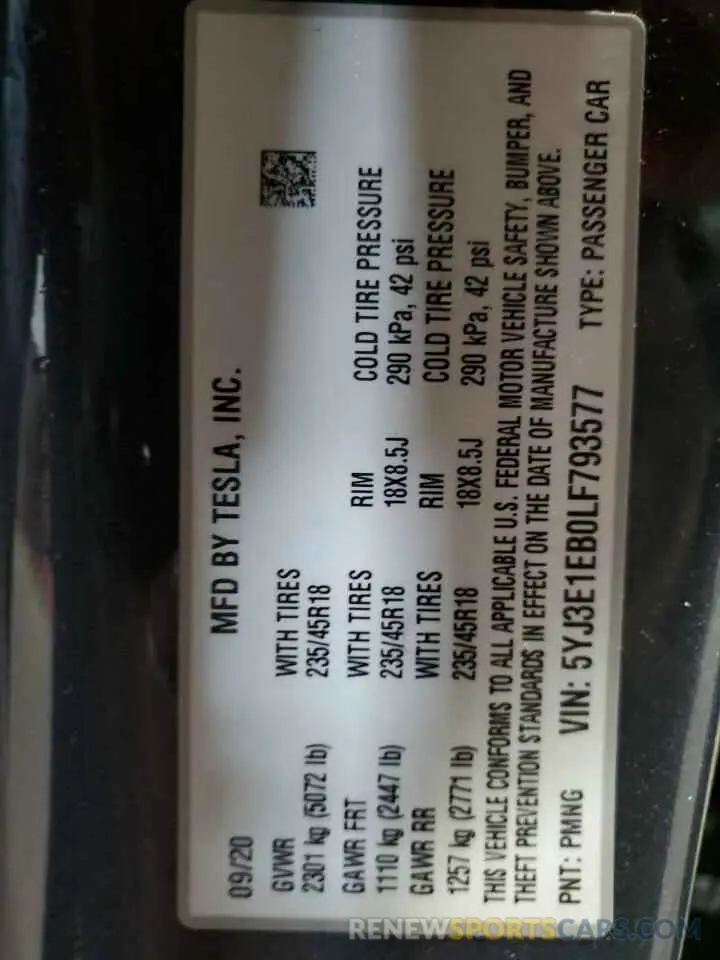 MFD BY TESLA, INC.
09/20
GVWR WITH TIRES
2301 kg (5072 lb) 235/45R18
GAWR FRT WITH TIRES RIM COLD TIRE PRESSURE
1110 kg (2447 lb) 235/45R18 18X8.5J 290 kPa, 42 psi
GAWR RR WITH TIRES RIM COLD TIRE PRESSURE
1257 kg (2771 lb) 235/45R18 18X8.5J 290 kPa, 42 psi
THIS VEHICLE CONFORMS TO ALL APPLICABLE U.S. FEDERAL MOTOR VEHICLE SAFETY, BUMPER, AND
THEFT PREVENTION STANDARDS IN EFFECT ON THE DATE OF MANUFACTURE SHOWN ABOVE.
PNT: PMNG VIN: 5YJ3E1EB0LF793577 TYPE: PASSENGER CAR
RENEWSPORTSCARS.COM